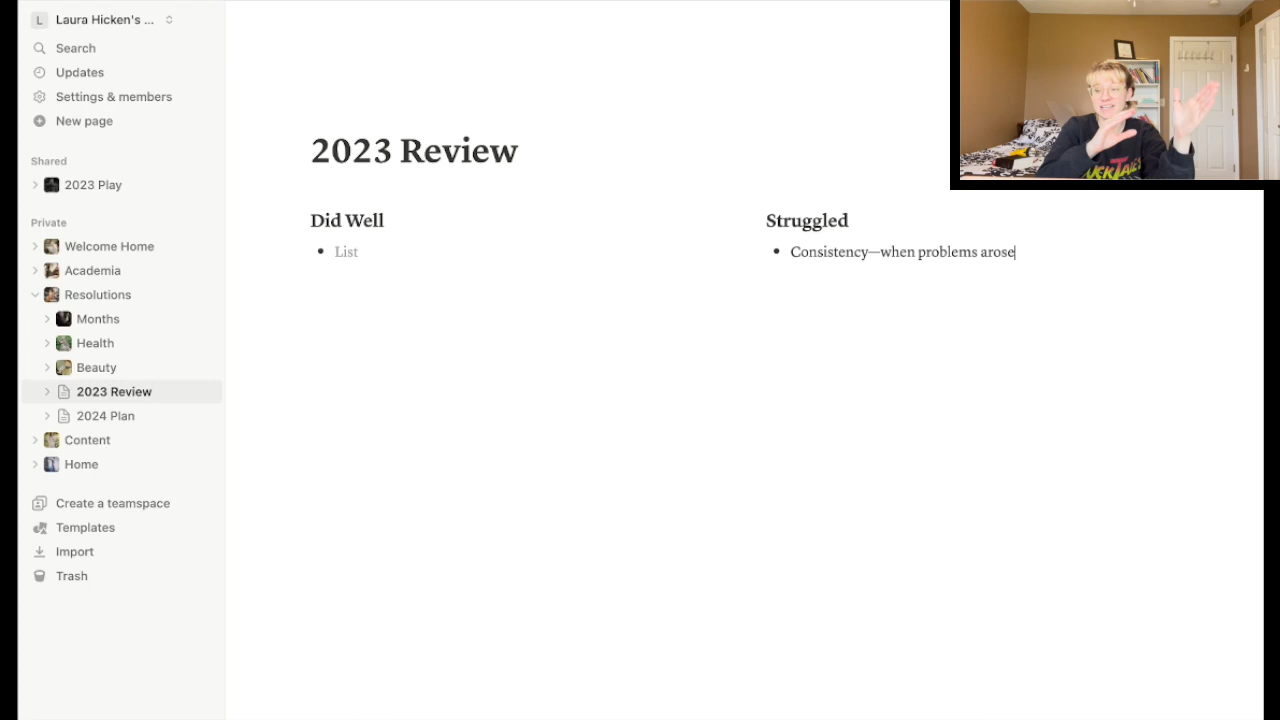 L Laura Hicken's ...
Search
Updates
Settings & members
New page
Shared
2023 Play
Private
Welcome Home
Academia
Resolutions
Months
Health
Beauty
2023 Review
2024 Plan
Content
Home
Create a teamspace
Templates
Import
Trash
2023 Review
Did Well
• List
Struggled
• Consistency—when problems arose